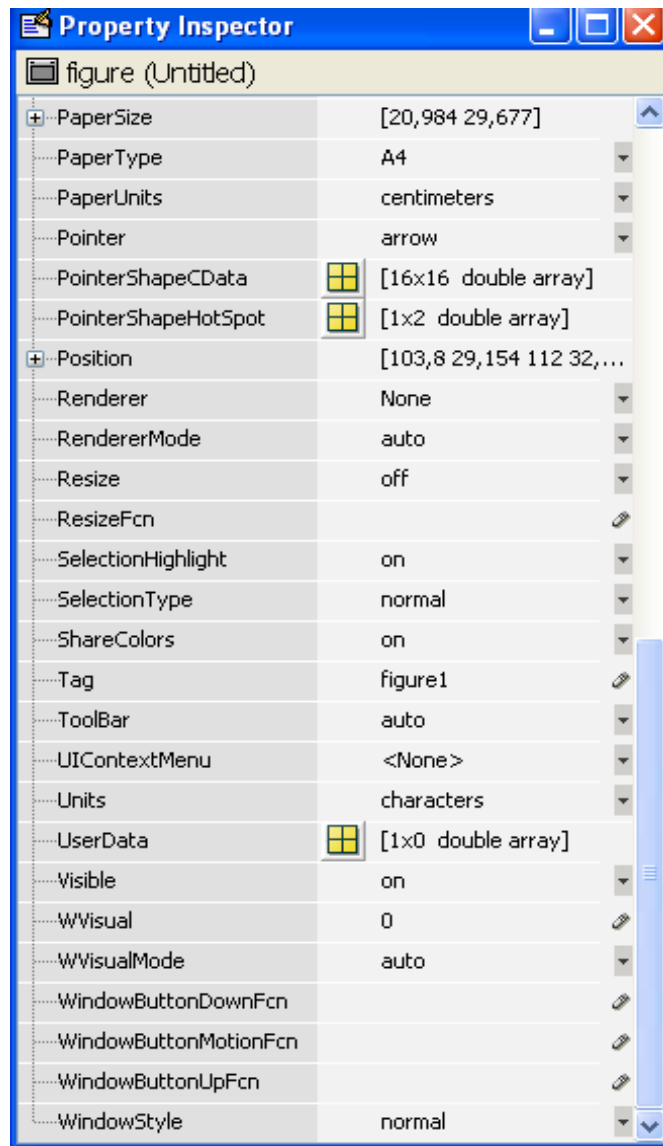 Property Inspector
figure (Untitled)
PaperSize [20,984 29,677]
PaperType A4
PaperUnits centimeters
Pointer arrow
PointerShapeCData [16x16 double array]
PointerShapeHotSpot [1x2 double array]
Position [103,8 29,154 112 32,...
Renderer None
RendererMode auto
Resize off
ResizeFcn
SelectionHighlight on
SelectionType normal
ShareColors on
Tag figure1
ToolBar auto
UIContextMenu <None>
Units characters
UserData [1x0 double array]
Visible on
WVisual 0
WVisualMode auto
WindowButtonDownFcn
WindowButtonMotionFcn
WindowButtonUpFcn
WindowStyle normal